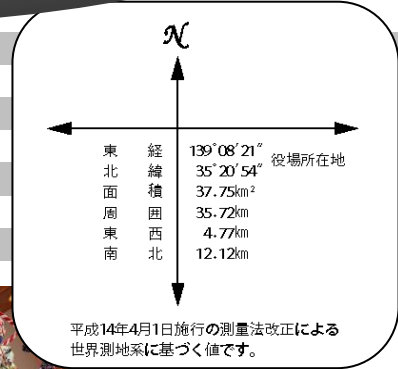 N
東経 139°08′21″ 役場所在地
北緯 35°20′54″
面積 37.75km²
周囲 35.72km
東西 4.77km
南北 12.12km
平成14年4月1日施行の測量法改正による
世界測地系に基づく値です。